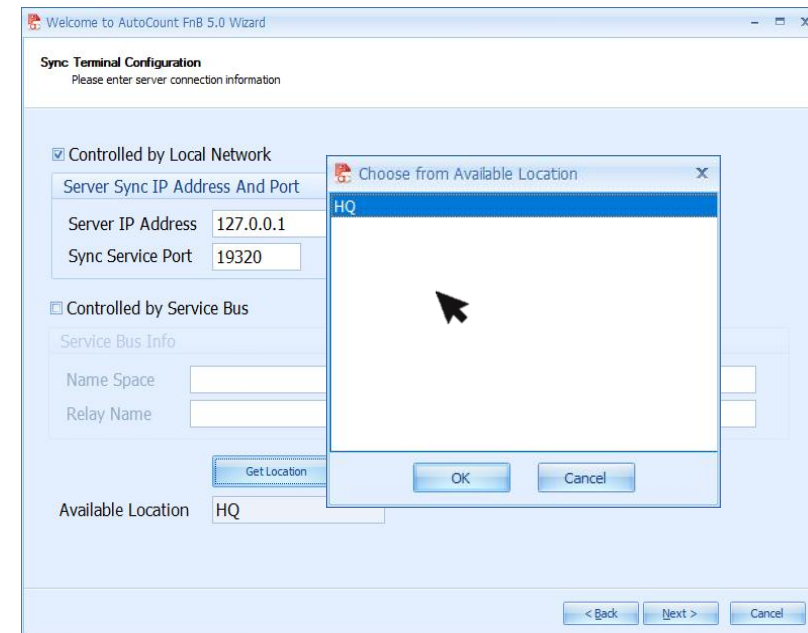 Welcome to AutoCount FnB 5.0 Wizard
Sync Terminal Configuration
Please enter server connection information
Controlled by Local Network
Server Sync IP Address And Port
Server IP Address 127.0.0.1
Sync Service Port 19320
Controlled by Service Bus
Service Bus Info
Name Space
Relay Name
Get Location
Available Location HQ
Choose from Available Location
HQ
OK Cancel
< Back Next > Cancel